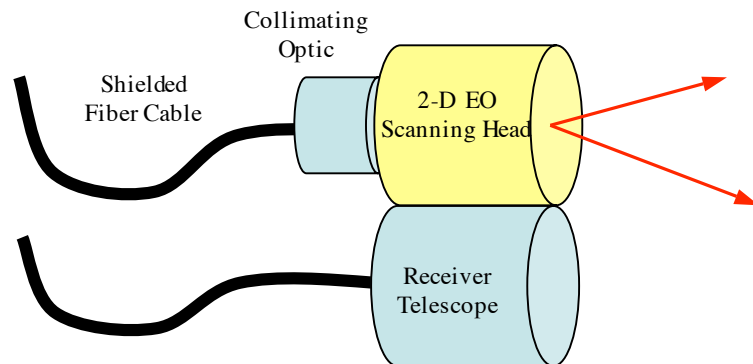 Collimating
Optic
Shielded
Fiber Cable
2-D EO
Scanning Head
Receiver
Telescope